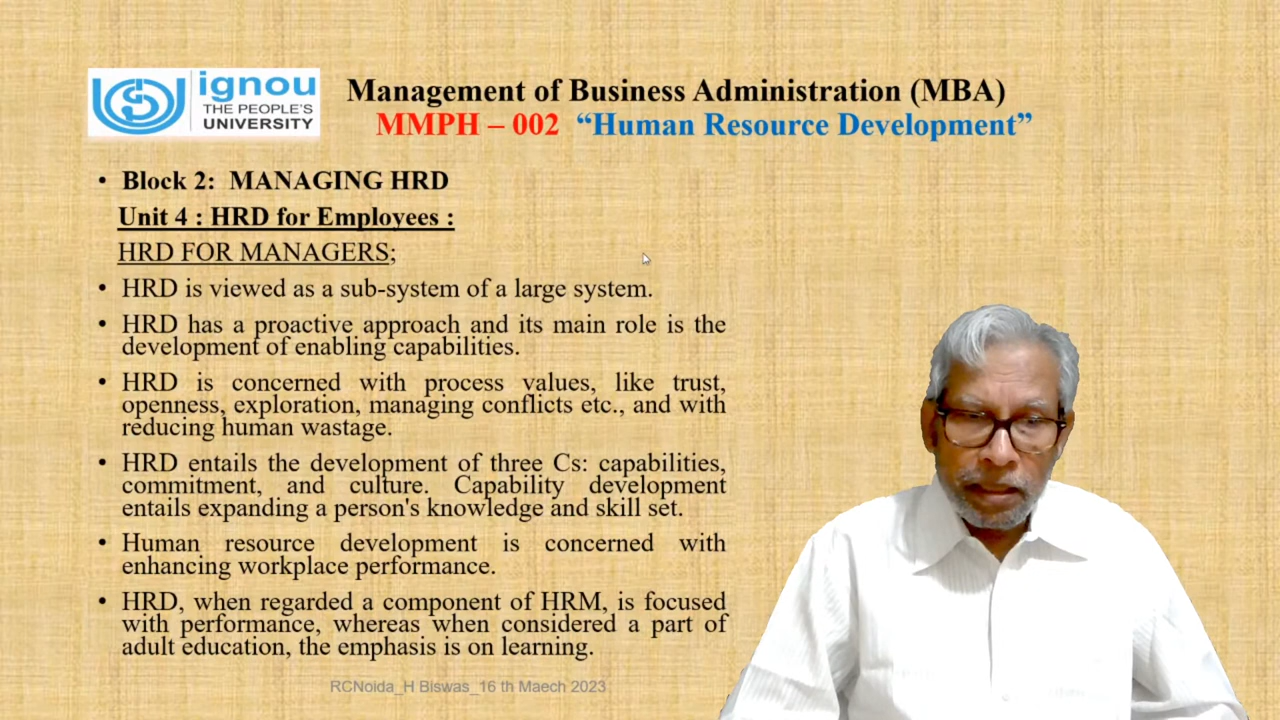 ignou
THE PEOPLE'S
UNIVERSITY
Management of Business Administration (MBA)
MMPH – 002 “Human Resource Development”
• Block 2: MANAGING HRD
Unit 4 : HRD for Employees :
HRD FOR MANAGERS;
• HRD is viewed as a sub-system of a large system.
• HRD has a proactive approach and its main role is the
development of enabling capabilities.
• HRD is concerned with process values, like trust,
openness, exploration, managing conflicts etc., and with
reducing human wastage.
• HRD entails the development of three Cs: capabilities,
commitment, and culture. Capability development
entails expanding a person's knowledge and skill set.
• Human resource development is concerned with
enhancing workplace performance.
• HRD, when regarded a component of HRM, is focused
with performance, whereas when considered a part of
adult education, the emphasis is on learning.
RCNoida_H Biswas_16 th Maech 2023